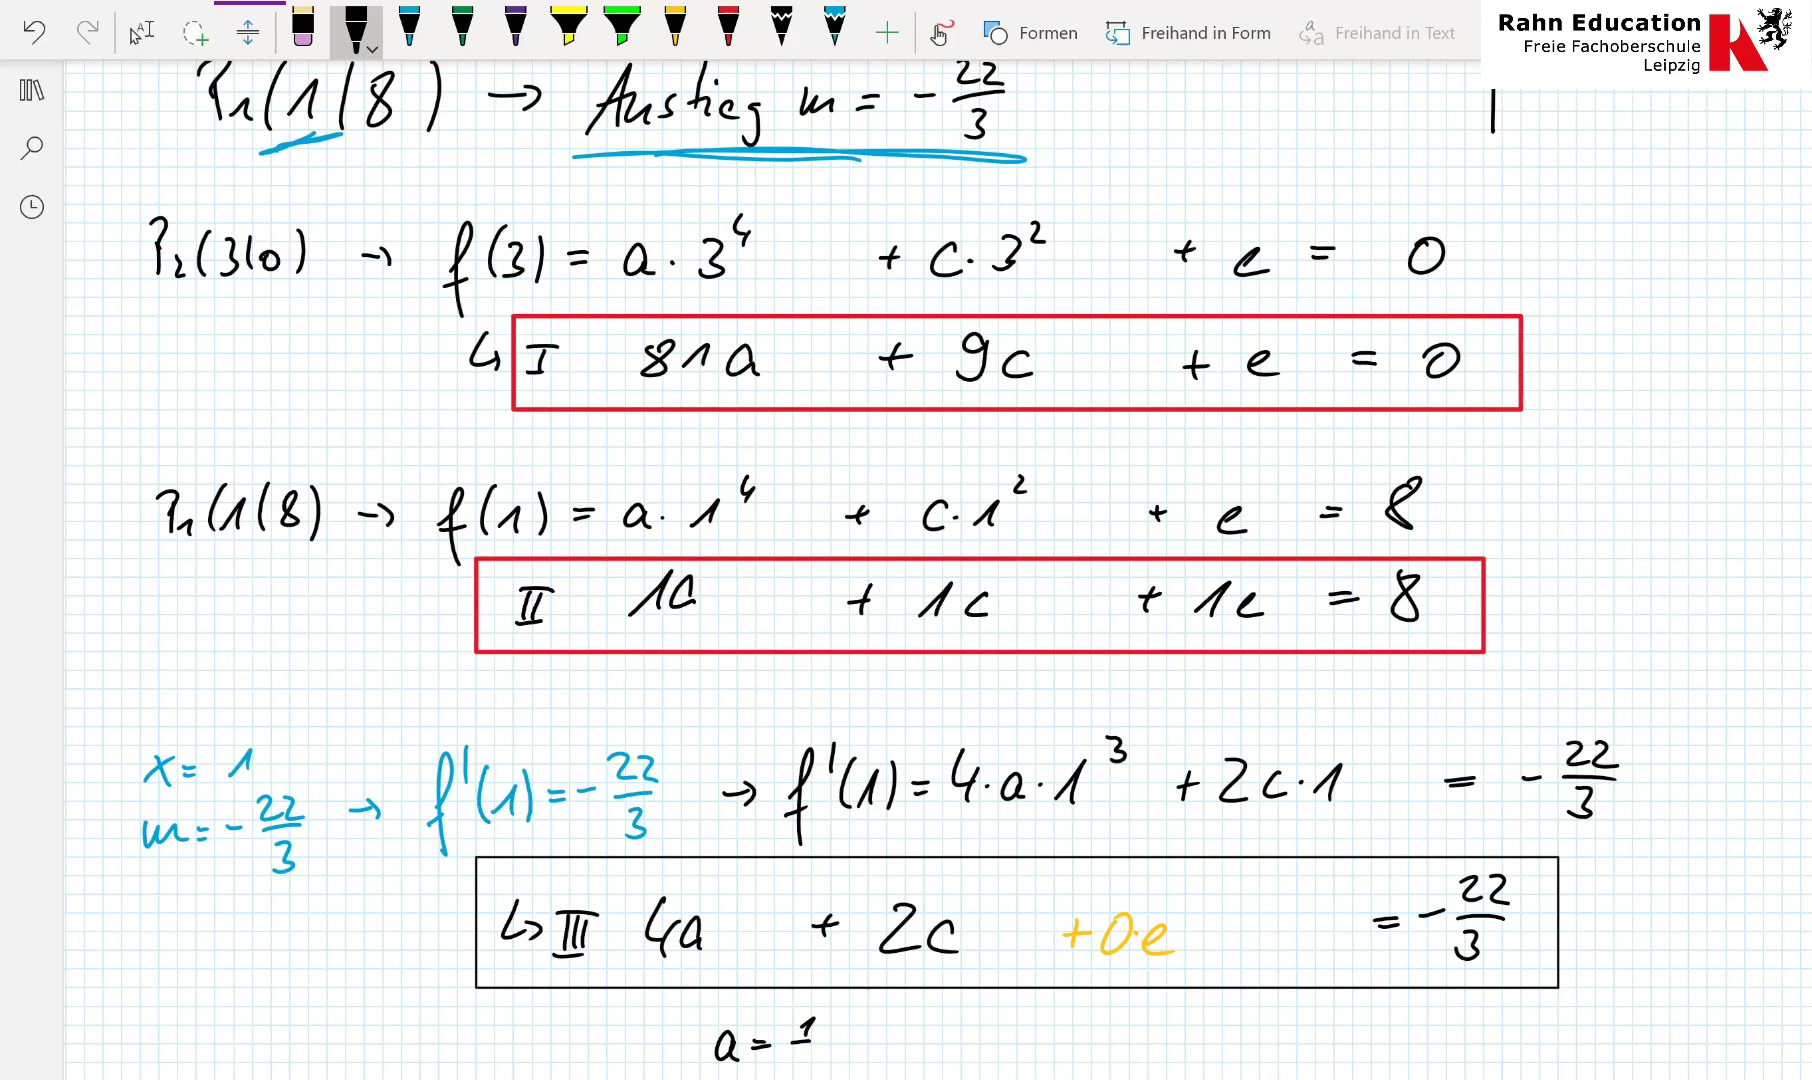 Formen Freihand in Form Freihand in Text
Rahn Education
Freie Fachoberschule
Leipzig
P₁(1|8) → Anstieg m = -22/3
P₂(3|0) → f(3) = a·3⁴ + c·3² + e = 0
↳ I 81a + 9c + e = 0
P₁(1|8) → f(1) = a·1⁴ + c·1² + e = 8
II 1a + 1c + 1e = 8
x = 1
m = -22/3 → f'(1) = -22/3 → f'(1) = 4·a·1³ + 2c·1 = -22/3
↳ III 4a + 2c +0·e = -22/3
a = 1